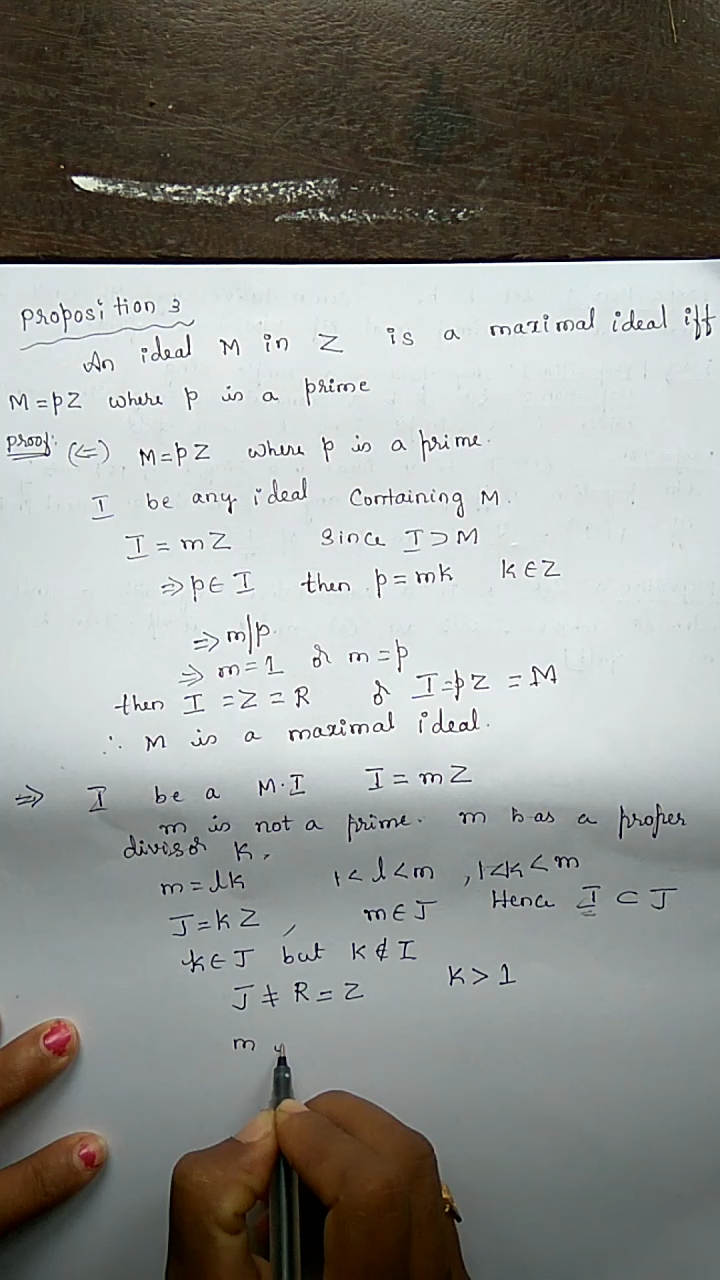 Proposition 3
An ideal M in Z is a maximal ideal iff
M = pZ where p is a prime
Proof: (⇐) M = pZ where p is a prime.
I be any ideal Containing M.
I = mZ Since I ⊃ M
⇒ p ∈ I then p = mk k ∈ Z
⇒ m/p
⇒ m = 1 or m = p
then I = Z = R or I = pZ = M
∴ M is a maximal ideal.
⇒ I be a M.I I = mZ
m is not a prime. m has a proper
divisor k.
m = lk 1 < l < m , 1 < k < m
J = kZ , m ∈ J Hence I ⊂ J
k ∈ J but k ∉ I
J ≠ R = Z k > 1
m